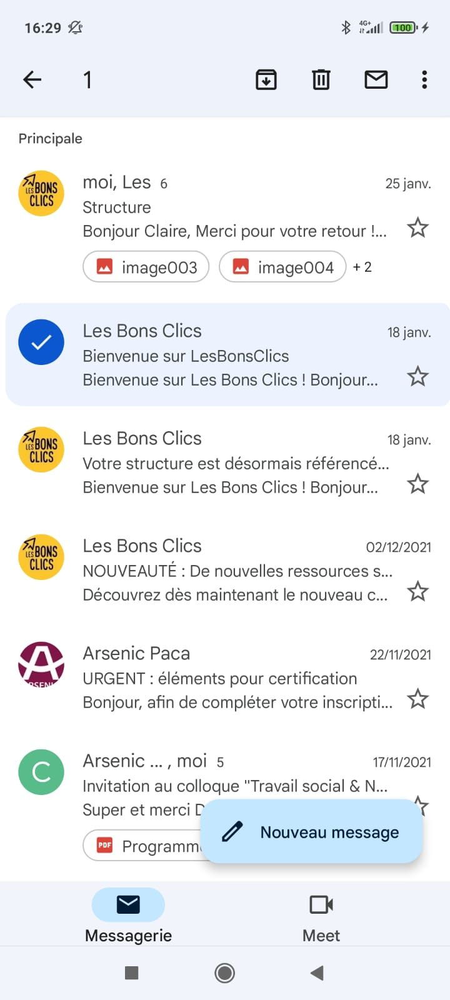 16:29
4G+
100
1
Principale
LES BONS CLICS
moi, Les 6
25 janv.
Structure
Bonjour Claire, Merci pour votre retour !...
image003
image004
+ 2
Les Bons Clics
18 janv.
Bienvenue sur LesBonsClics
Bienvenue sur Les Bons Clics ! Bonjour...
LES BONS CLICS
Les Bons Clics
18 janv.
Votre structure est désormais référencé...
Bienvenue sur Les Bons Clics ! Bonjour...
LES BONS CLICS
Les Bons Clics
02/12/2021
NOUVEAUTÉ : De nouvelles ressources s...
Découvrez dès maintenant le nouveau c...
Arsenic Paca
22/11/2021
URGENT : éléments pour certification
Bonjour, afin de compléter votre inscripti...
C
Arsenic ... , moi 5
17/11/2021
Invitation au colloque "Travail social & N...
Super et merci
PDF
Programm
Nouveau message
Messagerie
Meet